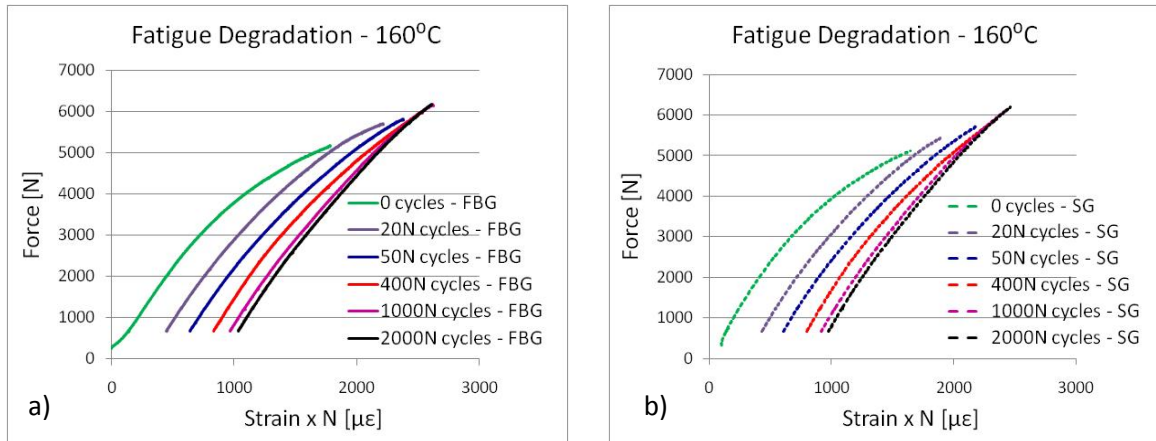 Fatigue Degradation - 160⁰C
7000
6000
5000
4000
3000
2000
1000
0
Force [N]
0 cycles - FBG
20N cycles - FBG
50N cycles - FBG
400N cycles - FBG
1000N cycles - FBG
2000N cycles - FBG
0 1000 2000 3000
Strain x N [µε]
a)
Fatigue Degradation - 160⁰C
7000
6000
5000
4000
3000
2000
1000
0
Force [N]
0 cycles - SG
20N cycles - SG
50N cycles - SG
400N cycles - SG
1000N cycles - SG
2000N cycles - SG
0 1000 2000 3000
Strain x N [µε]
b)